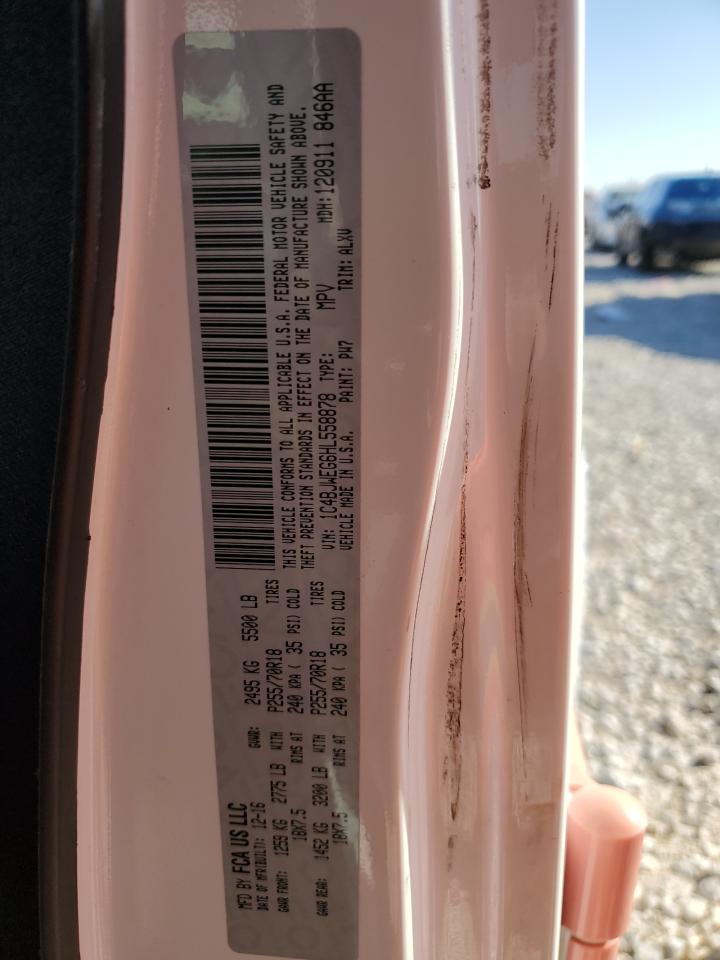 MFD BY FCA US LLC
DATE OF MFR(BUILT): 12-16 GVWR: 2495 KG 5500 LB
GAWR FRONT: 1259 KG 2775 LB WITH P255/70R18 TIRES
18X7.5 RIMS AT 240 KPA ( 35 PSI) COLD
GAWR REAR: 1452 KG 3200 LB WITH P255/70R18 TIRES
18X7.5 RIMS AT 240 KPA ( 35 PSI) COLD
THIS VEHICLE CONFORMS TO ALL APPLICABLE U.S.A. FEDERAL MOTOR VEHICLE SAFETY AND
THEFT PREVENTION STANDARDS IN EFFECT ON THE DATE OF MANUFACTURE SHOWN ABOVE.
VIN: 1C4BJWEG6HL558878 TYPE: MPV MDH: 120911 846AA
VEHICLE MADE IN U.S.A. PAINT: PW7 TRIM: ALXV